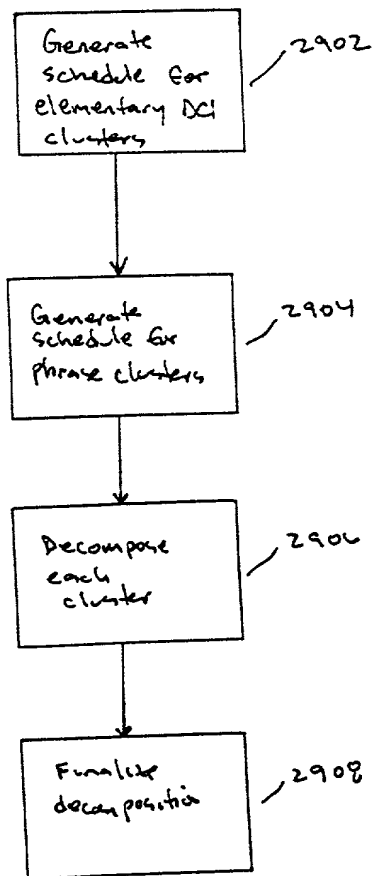 Generate
schedule for
elementary DCI
clusters
2902
Generate
schedule for
phrase clusters
2904
Decompose
each
cluster
2906
Finalize
decomposition
2908